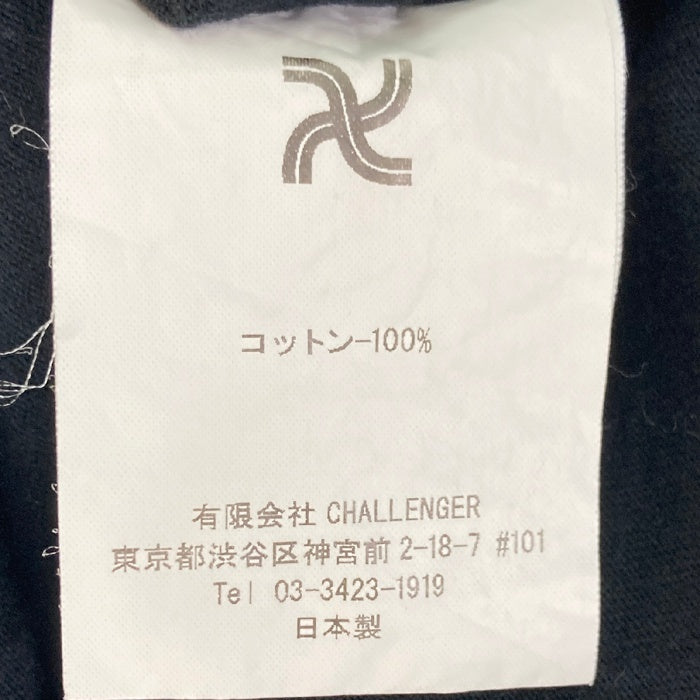 コットン-100%
有限会社 CHALLENGER
東京都渋谷区神宮前 2-18-7 #101
Tel 03-3423-1919
日本製